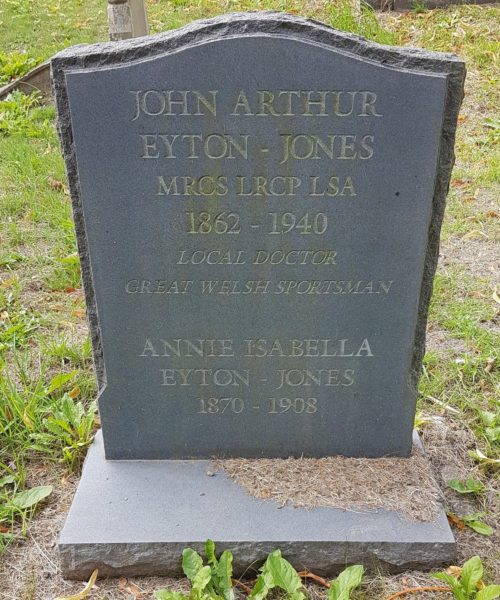 JOHN ARTHUR
EYTON - JONES
MRCS LRCP LSA
1862 - 1940
LOCAL DOCTOR
GREAT WELSH SPORTSMAN
ANNIE ISABELLA
EYTON - JONES
1870 - 1908